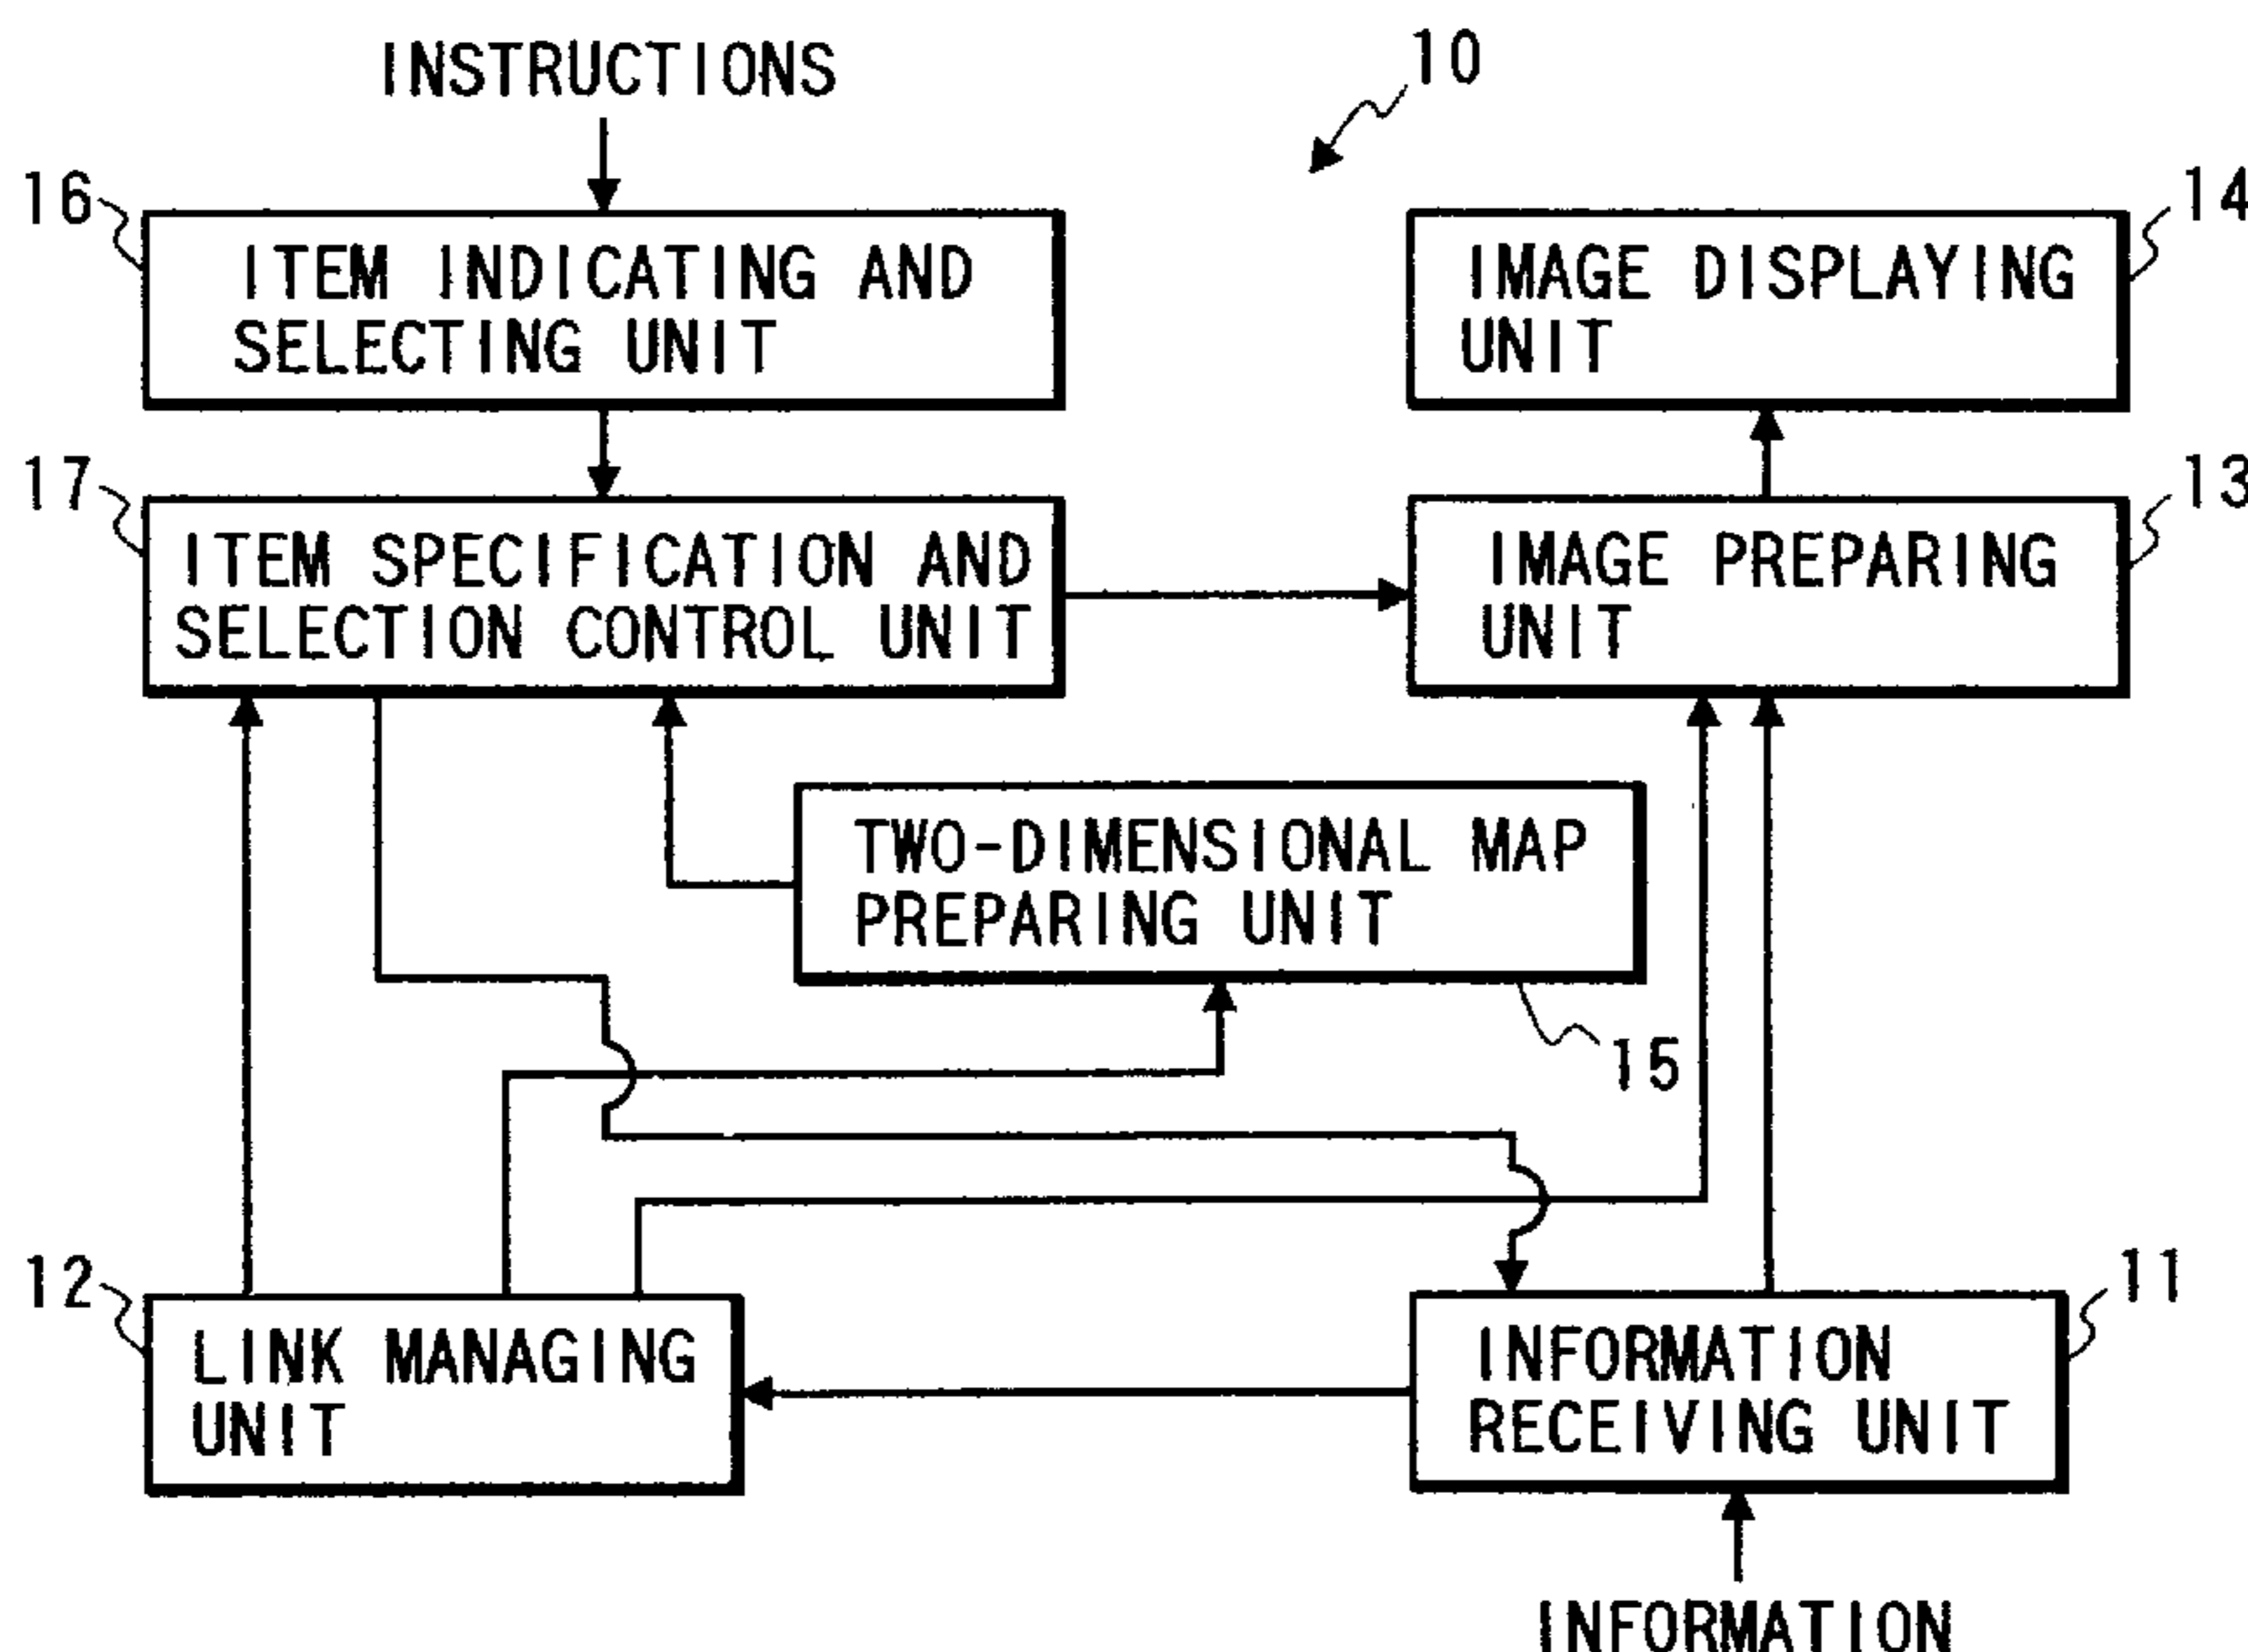 INSTRUCTIONS
10
16
ITEM INDICATING AND
SELECTING UNIT
14
IMAGE DISPLAYING
UNIT
17
ITEM SPECIFICATION AND
SELECTION CONTROL UNIT
13
IMAGE PREPARING
UNIT
TWO-DIMENSIONAL MAP
PREPARING UNIT
15
12
LINK MANAGING
UNIT
11
INFORMATION
RECEIVING UNIT
INFORMATION